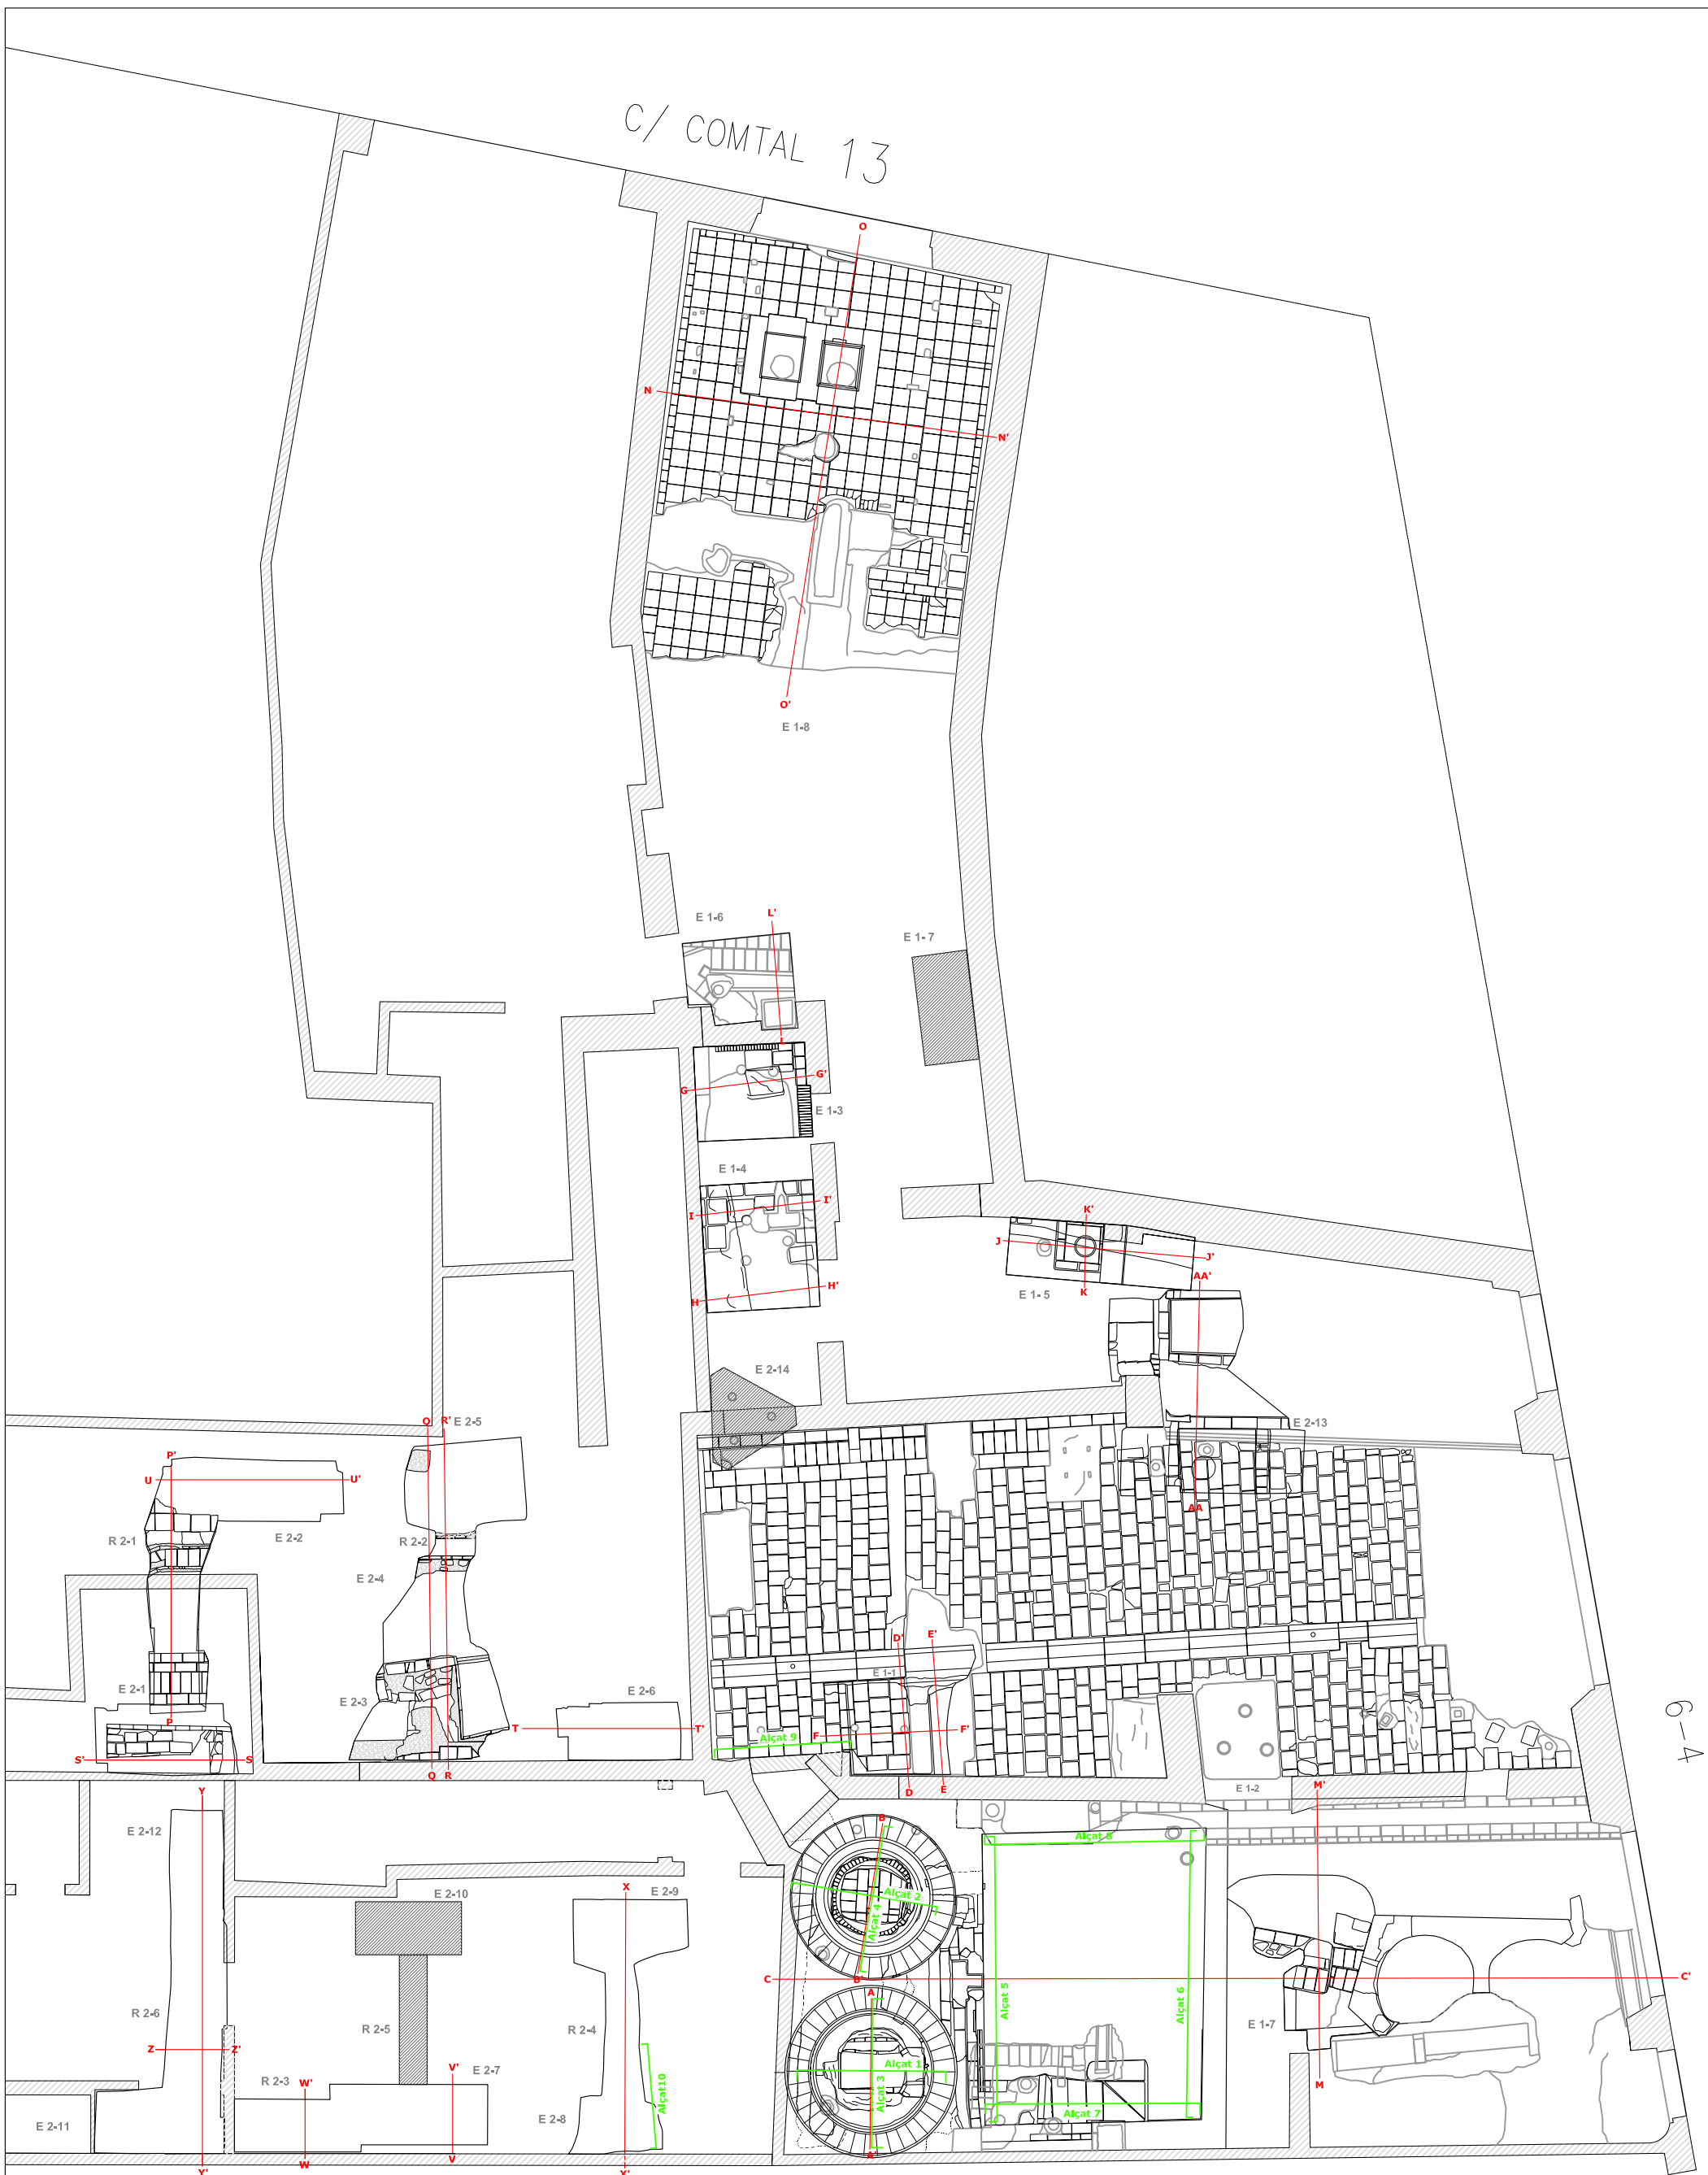 C/ COMTAL 13
O
N
N'
O'
E 1-8
L'
E 1-6
E 1-7
L
G'
G
E 1-3
E 1-4
I'
I
K'
J
J'
AA'
H'
K
E 1-5
H
E 2-14
Q'
R'
E 2-5
E 2-13
P'
U
U'
AA
R 2-1
E 2-2
R 2-2
E 2-4
D'
E'
E 1-1
E 2-1
E 2-6
E 2-3
P
T
T'
F
F'
6-4
Alçat 9
S'
S
Q
R
E 1-2
M'
D
E
Y
B
E 2-12
Alçat 8
X
E 2-9
E 2-10
Alçat 2
Alçat 4
C
B'
C'
A
Alçat 5
Alçat 6
R 2-6
R 2-5
R 2-4
E 1-7
Z
Z'
V'
E 2-7
Alçat 1
Alçat 3
R 2-3
W'
M
Alçat10
Alçat 7
E 2-11
E 2-8
A'
V
W
Y'
X'